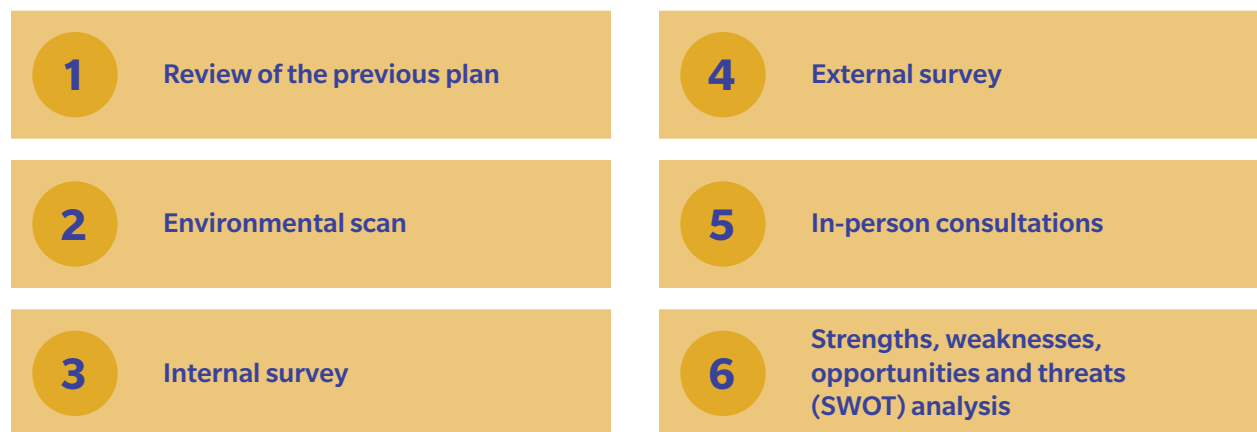 1
Review of the previous plan
2
Environmental scan
3
Internal survey
4
External survey
5
In-person consultations
6
Strengths, weaknesses,
opportunities and threats
(SWOT) analysis